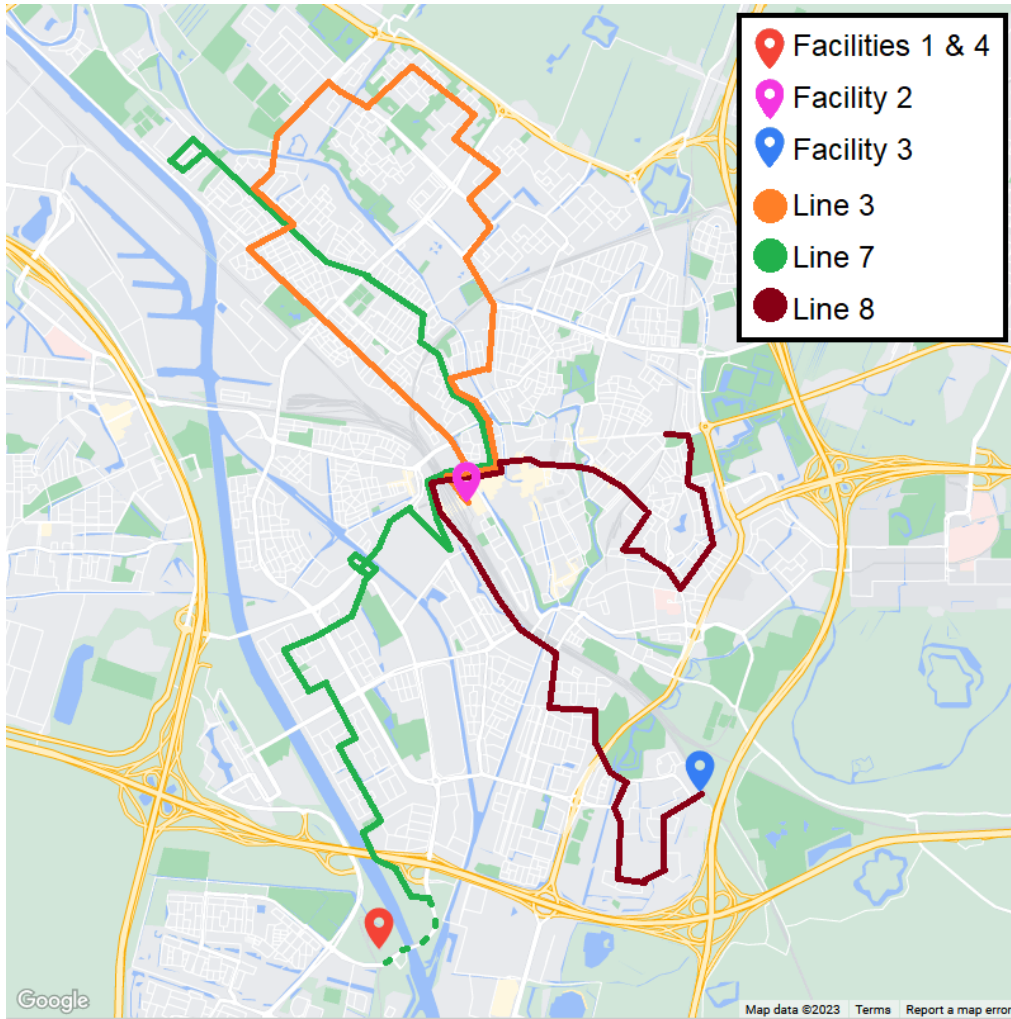 Facilities 1 & 4
Facility 2
Facility 3
Line 3
Line 7
Line 8
Google
Map data ©2023 Terms Report a map error